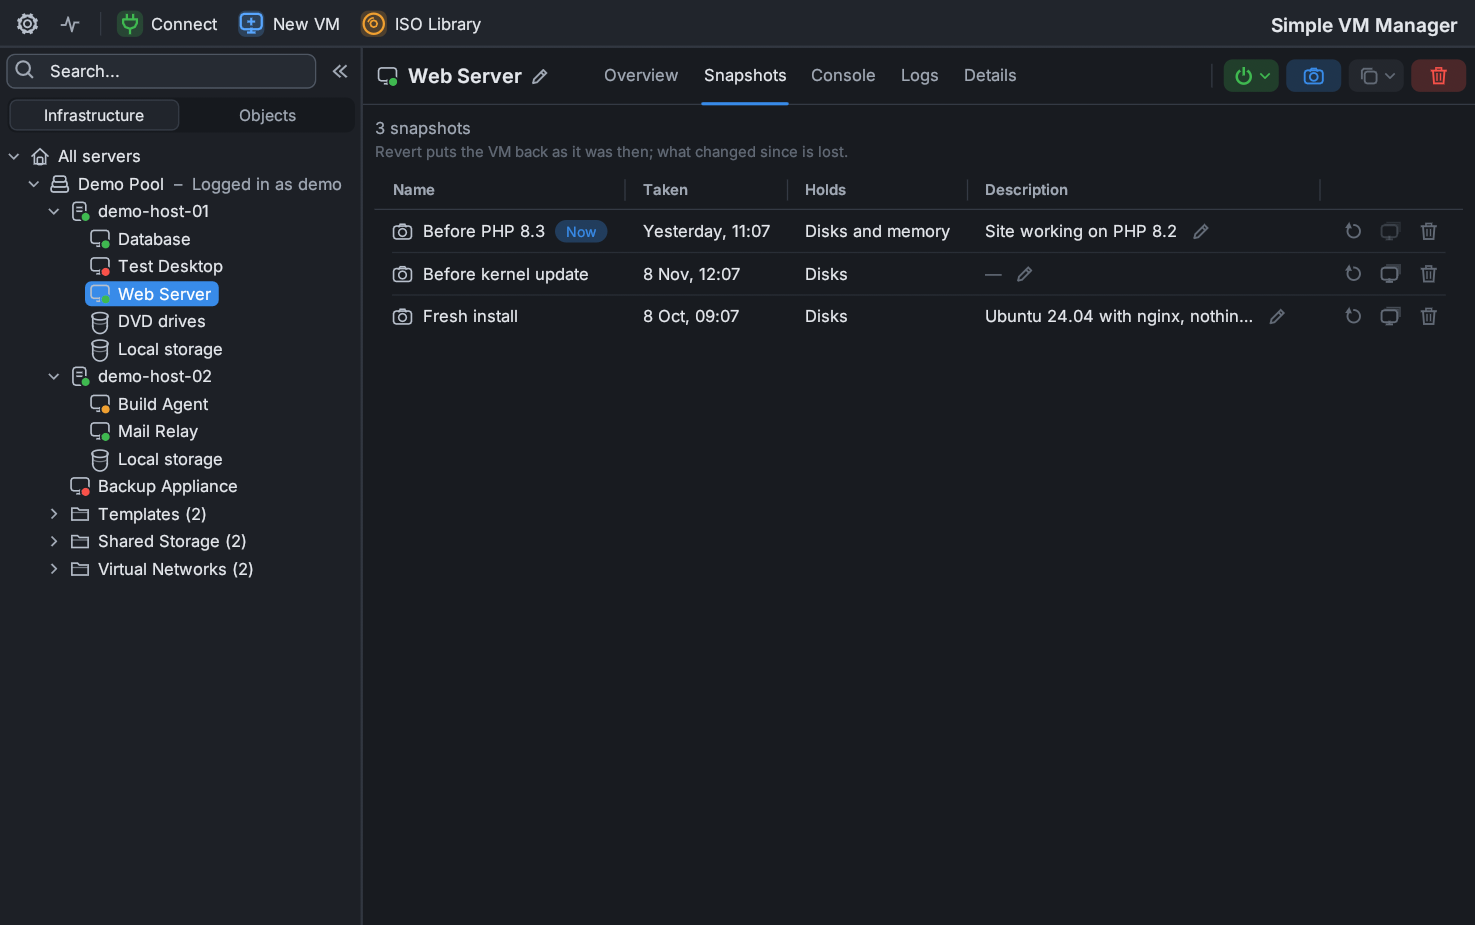 Connect New VM ISO Library Simple VM Manager
Search...
Web Server Overview Snapshots Console Logs Details
Infrastructure Objects
3 snapshots
Revert puts the VM back as it was then; what changed since is lost.
All servers
Demo Pool – Logged in as demo
demo-host-01
Database
Test Desktop
Web Server
DVD drives
Local storage
demo-host-02
Build Agent
Mail Relay
Local storage
Backup Appliance
Templates (2)
Shared Storage (2)
Virtual Networks (2)
Name Taken Holds Description
Before PHP 8.3 Now Yesterday, 11:07 Disks and memory Site working on PHP 8.2
Before kernel update 8 Nov, 12:07 Disks —
Fresh install 8 Oct, 09:07 Disks Ubuntu 24.04 with nginx, nothin...